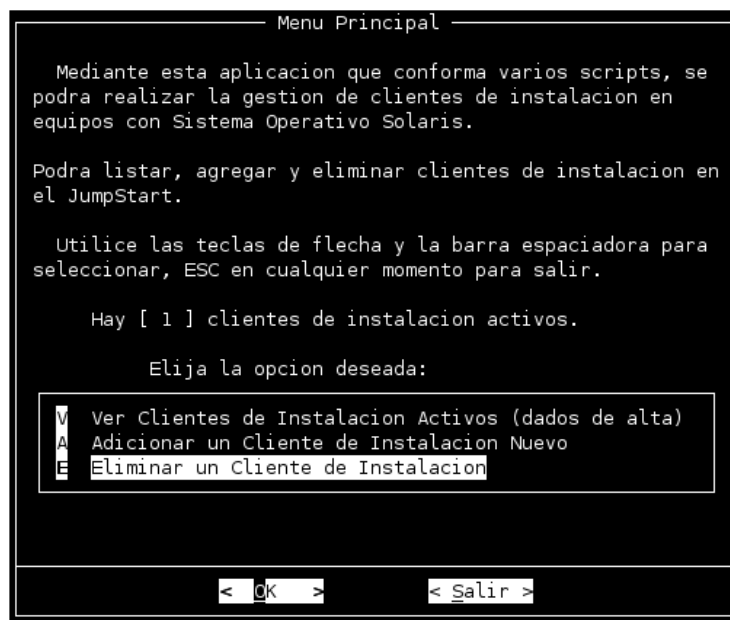 Menu Principal
Mediante esta aplicacion que conforma varios scripts, se
podra realizar la gestion de clientes de instalacion en
equipos con Sistema Operativo Solaris.
Podra listar, agregar y eliminar clientes de instalacion en
el JumpStart.
Utilice las teclas de flecha y la barra espaciadora para
seleccionar, ESC en cualquier momento para salir.
Hay [ 1 ] clientes de instalacion activos.
Elija la opcion deseada:
V Ver Clientes de Instalacion Activos (dados de alta)
A Adicionar un Cliente de Instalacion Nuevo
E Eliminar un Cliente de Instalacion
< OK > < Salir >